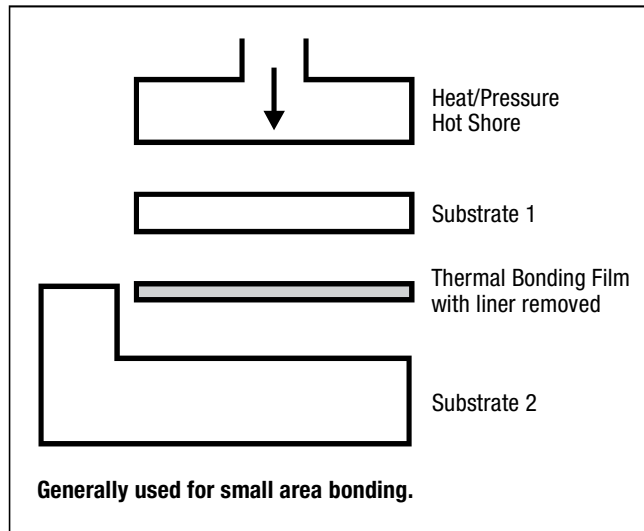 Heat/Pressure
Hot Shore
Substrate 1
Thermal Bonding Film
with liner removed
Substrate 2
Generally used for small area bonding.